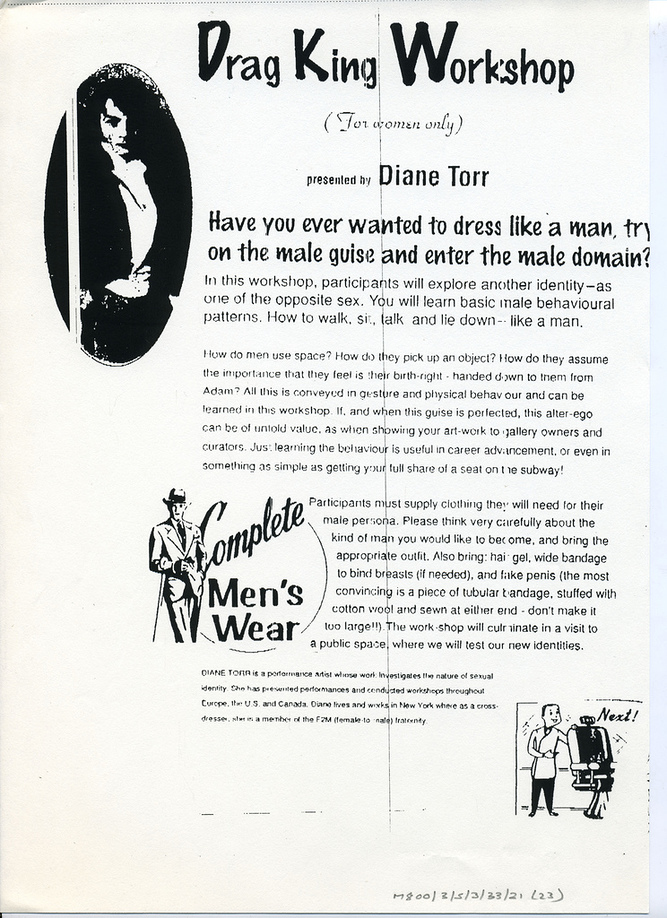 Drag King Workshop
(For women only)
presented by Diane Torr
Have you ever wanted to dress like a man, try
on the male guise and enter the male domain?
In this workshop, participants will explore another identity–as
one of the opposite sex. You will learn basic male behavioural
patterns. How to walk, sit, talk and lie down-- like a man.
How do men use space? How do they pick up an object? How do they assume
the importance that they feel is their birth-right - handed down to them from
Adam? All this is conveyed in gesture and physical behaviour and can be
learned in this workshop. If, and when this guise is perfected, this alter-ego
can be of untold value, as when showing your art-work to gallery owners and
curators. Just learning the behaviour is useful in career advancement, or even in
something as simple as getting your full share of a seat on the subway!
Complete
Men's
Wear
Participants must supply clothing they will need for their
male persona. Please think very carefully about the
kind of man you would like to become, and bring the
appropriate outfit. Also bring: hair gel, wide bandage
to bind breasts (if needed), and fake penis (the most
convincing is a piece of tubular bandage, stuffed with
cotton wool and sewn at either end - don't make it
too large!!) The work-shop will culminate in a visit to
a public space, where we will test our new identities.
DIANE TORR is a performance artist whose work investigates the nature of sexual
identity. She has presented performances and conducted workshops throughout
Europe, the U.S. and Canada. Diane lives and works in New York where as a cross-
dresser, she is a member of the F2M (female-to-male) fraternity.
Next!
M800/3/5/3/33/21 (23)